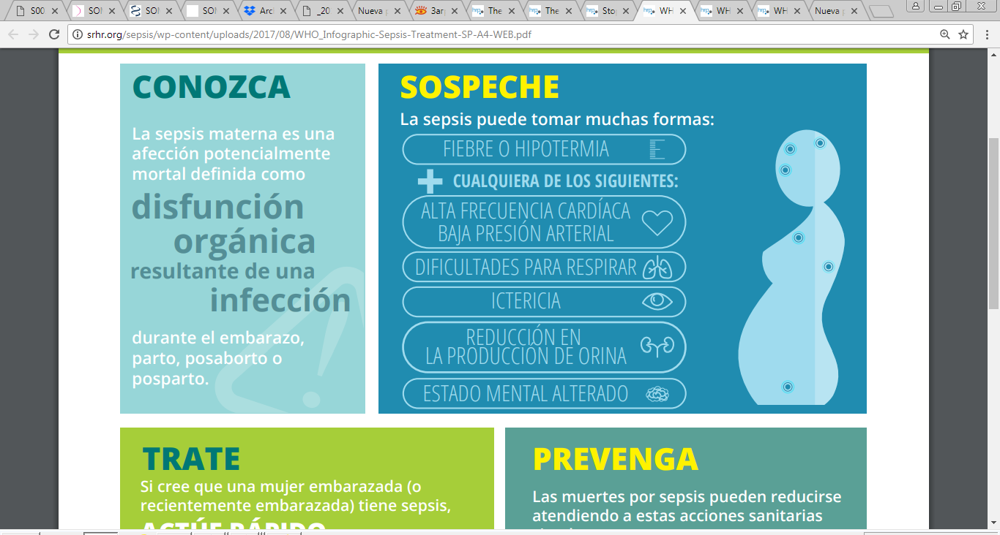 S00
SON
SON
SON
Arc
_20
Nueva p
Заг
The
The
Sto
WH
WH
WH
Nueva p
srhr.org/sepsis/wp-content/uploads/2017/08/WHO_Infographic-Sepsis-Treatment-SP-A4-WEB.pdf
CONOZCA
La sepsis materna es una
afección potencialmente
mortal definida como
disfunción
orgánica
resultante de una
infección
durante el embarazo,
parto, posaborto o
posparto.
SOSPECHE
La sepsis puede tomar muchas formas:
FIEBRE O HIPOTERMIA
CUALQUIERA DE LOS SIGUIENTES:
ALTA FRECUENCIA CARDÍACA
BAJA PRESIÓN ARTERIAL
DIFICULTADES PARA RESPIRAR
ICTERICIA
REDUCCIÓN EN
LA PRODUCCIÓN DE ORINA
ESTADO MENTAL ALTERADO
TRATE
Si cree que una mujer embarazada (o
recientemente embarazada) tiene sepsis,
ACTÚE RÁPIDO
PREVENGA
Las muertes por sepsis pueden reducirse
atendiendo a estas acciones sanitarias